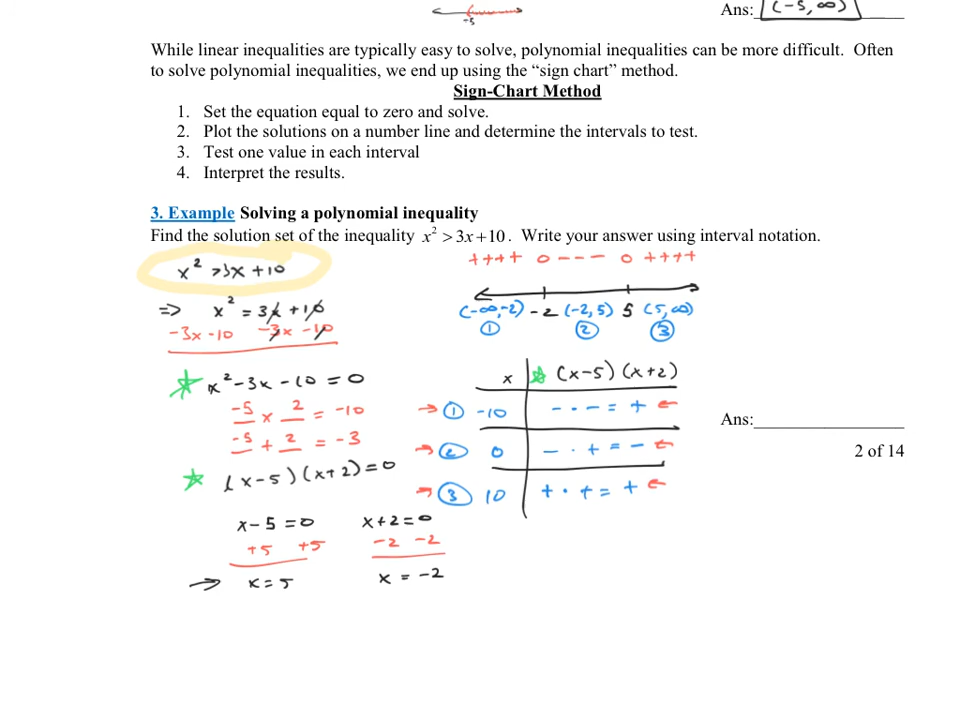 Ans: (-5, ∞)
-5
While linear inequalities are typically easy to solve, polynomial inequalities can be more difficult. Often
to solve polynomial inequalities, we end up using the “sign chart” method.
Sign-Chart Method
1. Set the equation equal to zero and solve.
2. Plot the solutions on a number line and determine the intervals to test.
3. Test one value in each interval
4. Interpret the results.
3. Example Solving a polynomial inequality
Find the solution set of the inequality x² > 3x + 10. Write your answer using interval notation.
x² > 3x + 10
++++ 0 --- 0 ++++
=> x² = 3x + 10
-3x -10 -3x -10
(-∞,-2) -2 (-2, 5) 5 (5, ∞)
① ② ③
x² - 3x - 10 = 0
-5 x 2 = -10
-5 + 2 = -3
(x-5)(x+2) = 0
x - 5 = 0 x + 2 = 0
+5 +5 -2 -2
→ x = 5 x = -2
x (x-5)(x+2)
→ ① -10 - · - = + ←
→ ② 0 - · + = - ←
→ ③ 10 + · + = + ←
Ans:________________
2 of 14